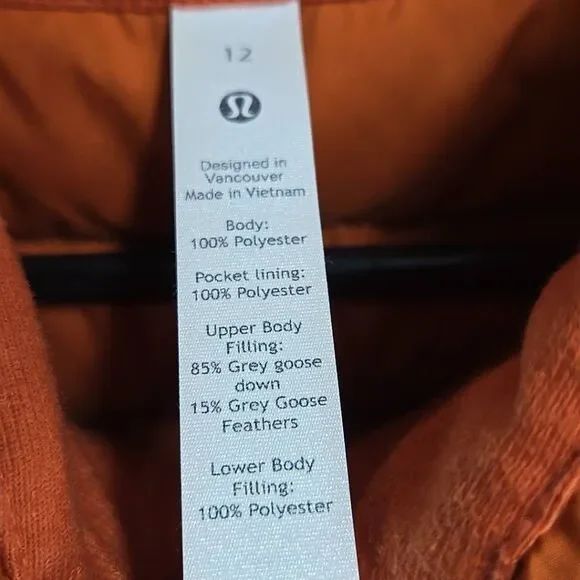 12
Designed in
Vancouver
Made in Vietnam
Body:
100% Polyester
Pocket lining:
100% Polyester
Upper Body
Filling:
85% Grey goose
down
15% Grey Goose
Feathers
Lower Body
Filling:
100% Polyester